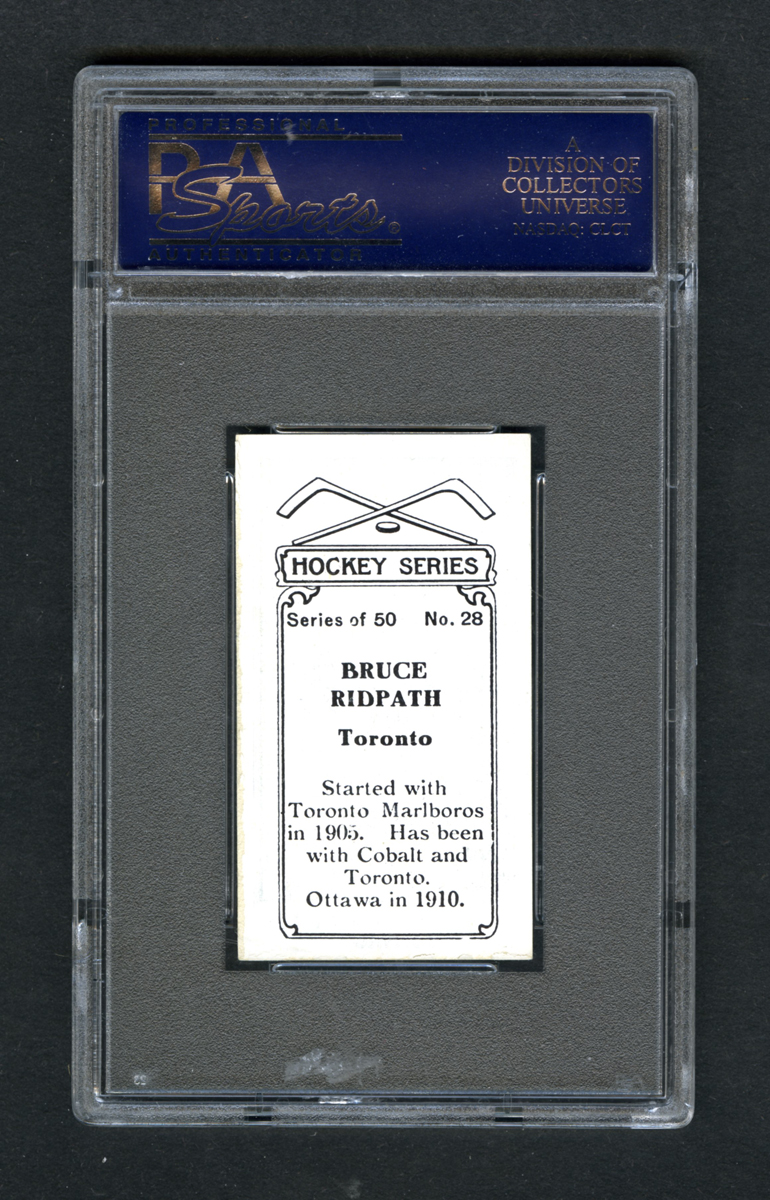 PROFESSIONAL
PSA
Sports®
AUTHENTICATOR
A
DIVISION OF
COLLECTORS
UNIVERSE
NASDAQ: CLCT
HOCKEY SERIES
Series of 50 No. 28
BRUCE
RIDPATH
Toronto
Started with
Toronto Marlboros
in 1905. Has been
with Cobalt and
Toronto.
Ottawa in 1910.